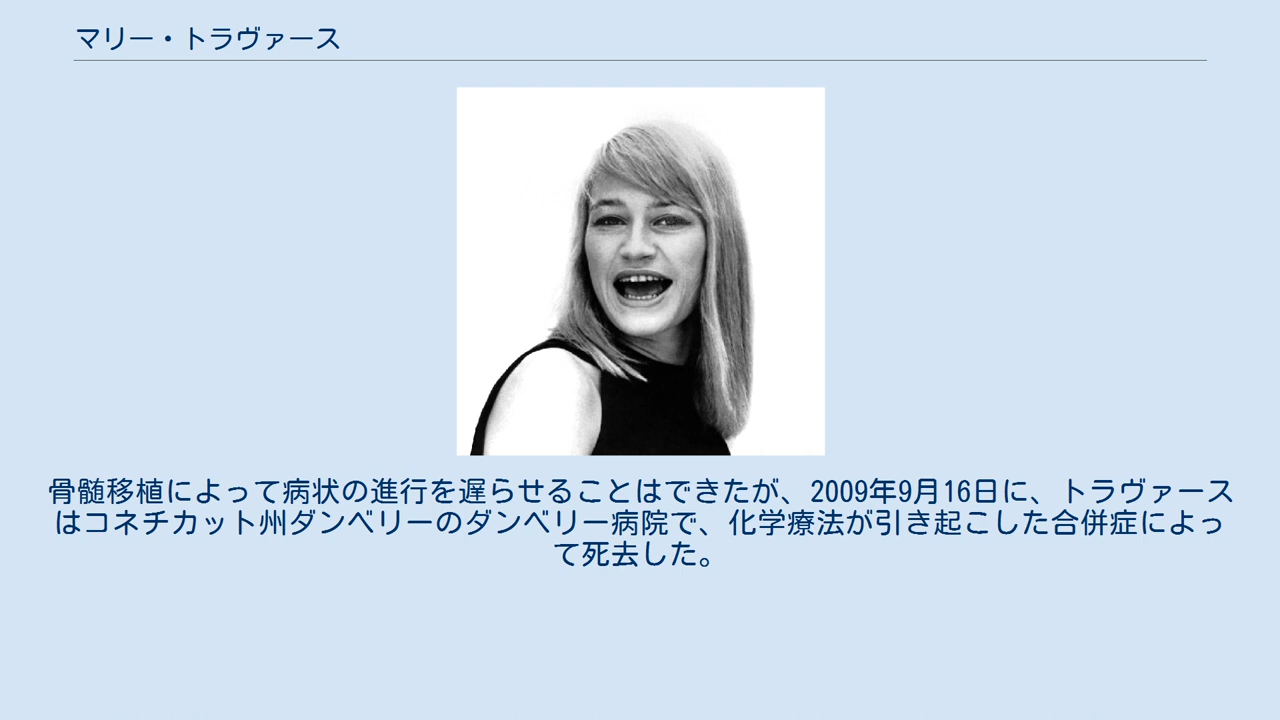 マリー・トラヴァース
骨髄移植によって病状の進行を遅らせることはできたが、2009年9月16日に、トラヴァース
はコネチカット州ダンベリーのダンベリー病院で、化学療法が引き起こした合併症によっ
て死去した。